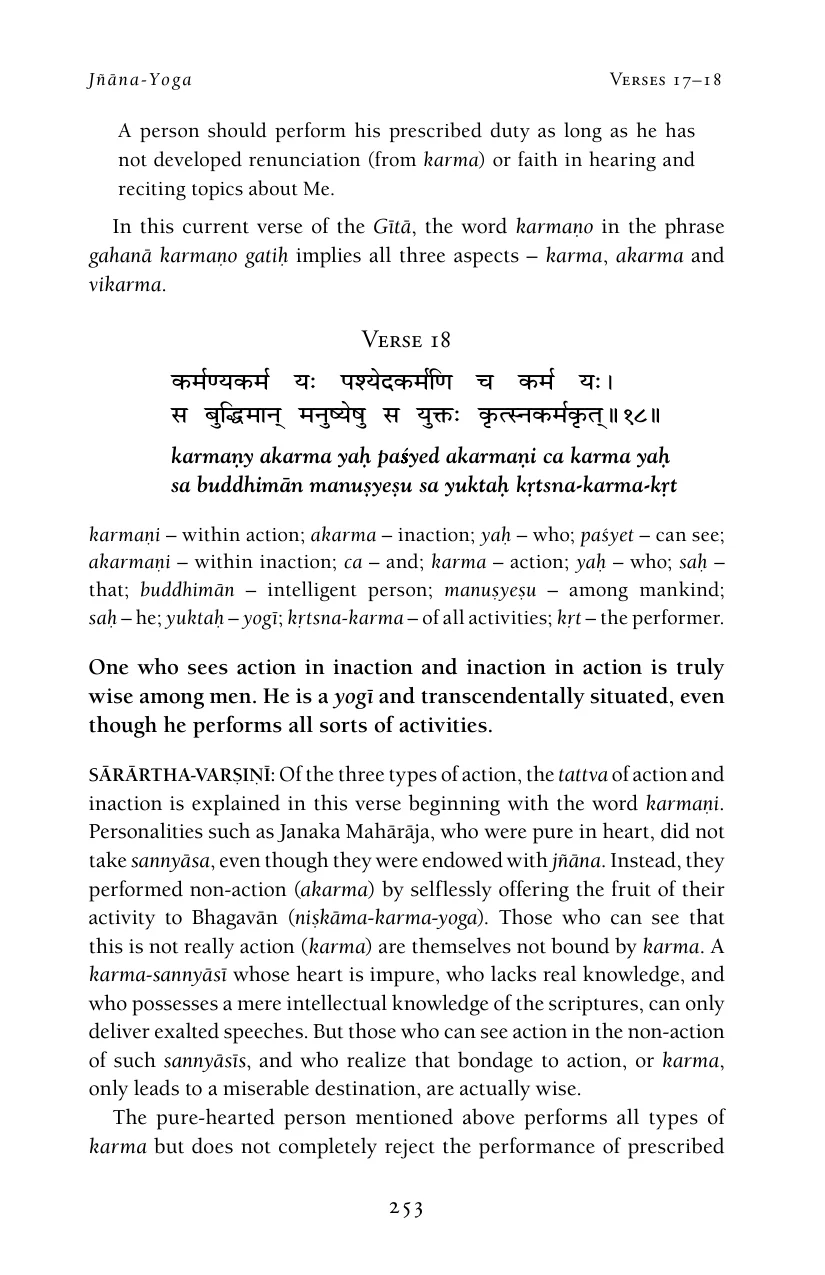 Jñāna-Yoga Verses 17–18
A person should perform his prescribed duty as long as he has
not developed renunciation (from karma) or faith in hearing and
reciting topics about Me.
In this current verse of the Gītā, the word karmaṇo in the phrase
gahanā karmaṇo gatiḥ implies all three aspects – karma, akarma and
vikarma.
Verse 18
कर्मण्यकर्म यः पश्येदकर्मणि च कर्म यः।
स बुद्धिमान् मनुष्येषु स युक्तः कृत्स्नकर्मकृत्॥१८॥
karmaṇy akarma yaḥ paśyed akarmaṇi ca karma yaḥ
sa buddhimān manuṣyeṣu sa yuktaḥ kṛtsna-karma-kṛt
karmaṇi – within action; akarma – inaction; yaḥ – who; paśyet – can see;
akarmaṇi – within inaction; ca – and; karma – action; yaḥ – who; saḥ –
that; buddhimān – intelligent person; manuṣyeṣu – among mankind;
saḥ – he; yuktaḥ – yogī; kṛtsna-karma – of all activities; kṛt – the performer.
One who sees action in inaction and inaction in action is truly
wise among men. He is a yogī and transcendentally situated, even
though he performs all sorts of activities.
SĀRĀRTHA-VARṢIṆĪ: Of the three types of action, the tattva of action and
inaction is explained in this verse beginning with the word karmaṇi.
Personalities such as Janaka Mahārāja, who were pure in heart, did not
take sannyāsa, even though they were endowed with jñāna. Instead, they
performed non-action (akarma) by selflessly offering the fruit of their
activity to Bhagavān (niṣkāma-karma-yoga). Those who can see that
this is not really action (karma) are themselves not bound by karma. A
karma-sannyāsī whose heart is impure, who lacks real knowledge, and
who possesses a mere intellectual knowledge of the scriptures, can only
deliver exalted speeches. But those who can see action in the non-action
of such sannyāsīs, and who realize that bondage to action, or karma,
only leads to a miserable destination, are actually wise.
The pure-hearted person mentioned above performs all types of
karma but does not completely reject the performance of prescribed
253